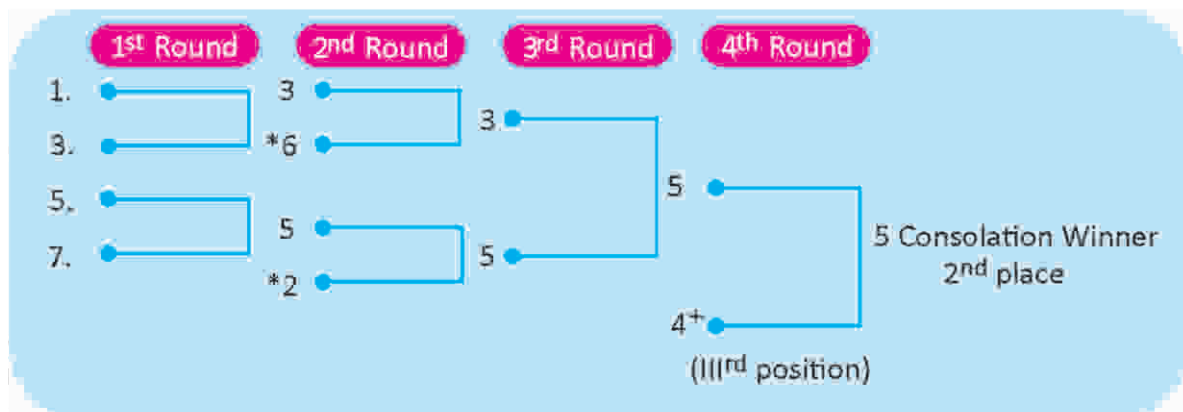 1st Round 2nd Round 3rd Round 4th Round
1. 3
3. *6 3
5. 5 5
7. *2 5
5 Consolation Winner
2nd place
4+
(IIIrd position)